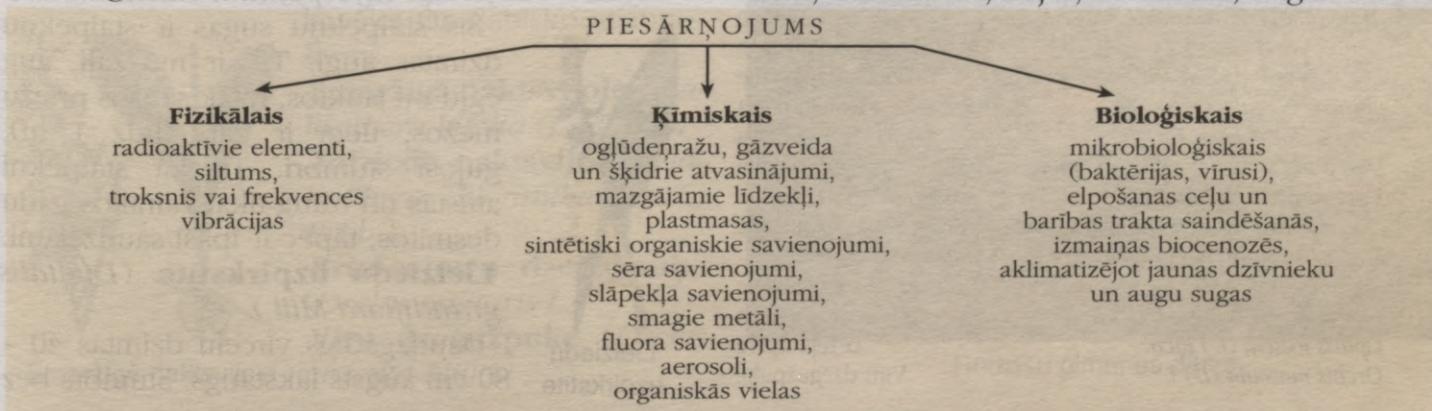 PIESĀRŅOJUMS
Fizikālais
radioaktīvie elementi,
siltums,
troksnis vai frekvences
vibrācijas
Ķīmiskais
ogļūdeņražu, gāzveida
un šķidrie atvasinājumi,
mazgājamie līdzekļi,
plastmasas,
sintētiski organiskie savienojumi,
sēra savienojumi,
slāpekļa savienojumi,
smagie metāli,
fluora savienojumi,
aerosoli,
organiskās vielas
Bioloģiskais
mikrobioloģiskais
(baktērijas, vīrusi),
elpošanas ceļu un
barības trakta saindēšanās,
izmaiņas biocenozēs,
aklimatizējot jaunas dzīvnieku
un augu sugas